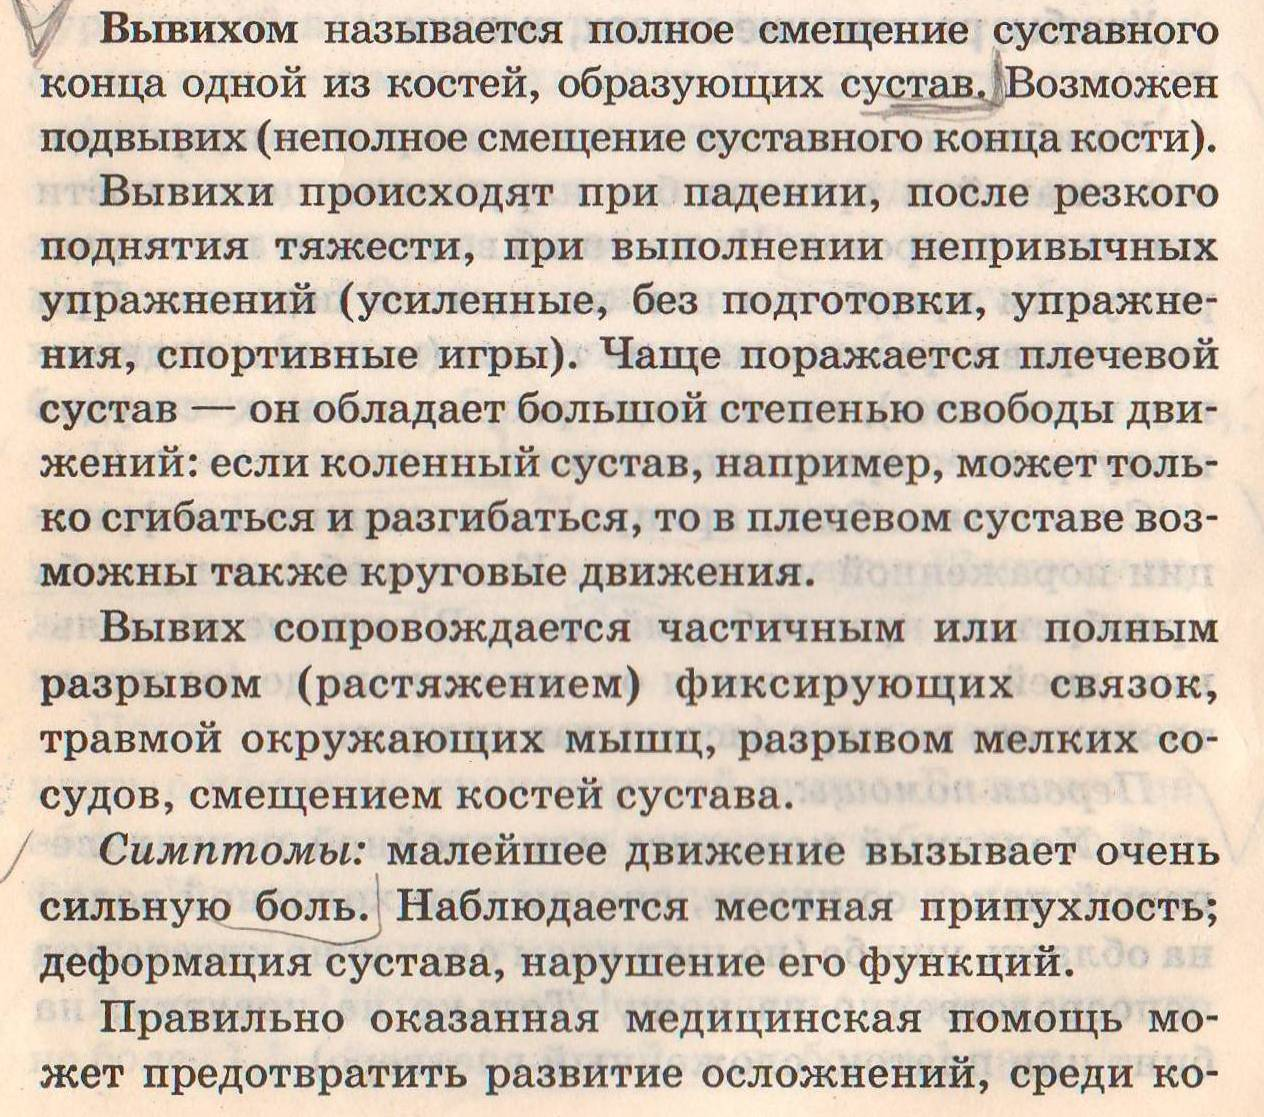 Вывихом называется полное смещение суставного
конца одной из костей, образующих сустав. Возможен
подвывих (неполное смещение суставного конца кости).
Вывихи происходят при падении, после резкого
поднятия тяжести, при выполнении непривычных
упражнений (усиленные, без подготовки, упражне-
ния, спортивные игры). Чаще поражается плечевой
сустав — он обладает большой степенью свободы дви-
жений: если коленный сустав, например, может толь-
ко сгибаться и разгибаться, то в плечевом суставе воз-
можны также круговые движения.
Вывих сопровождается частичным или полным
разрывом (растяжением) фиксирующих связок,
травмой окружающих мышц, разрывом мелких со-
судов, смещением костей сустава.
Симптомы: малейшее движение вызывает очень
сильную боль. Наблюдается местная припухлость;
деформация сустава, нарушение его функций.
Правильно оказанная медицинская помощь мо-
жет предотвратить развитие осложнений, среди ко-